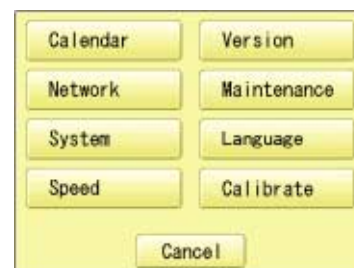 Calendar Version
Network Maintenance
System Language
Speed Calibrate
Cancel